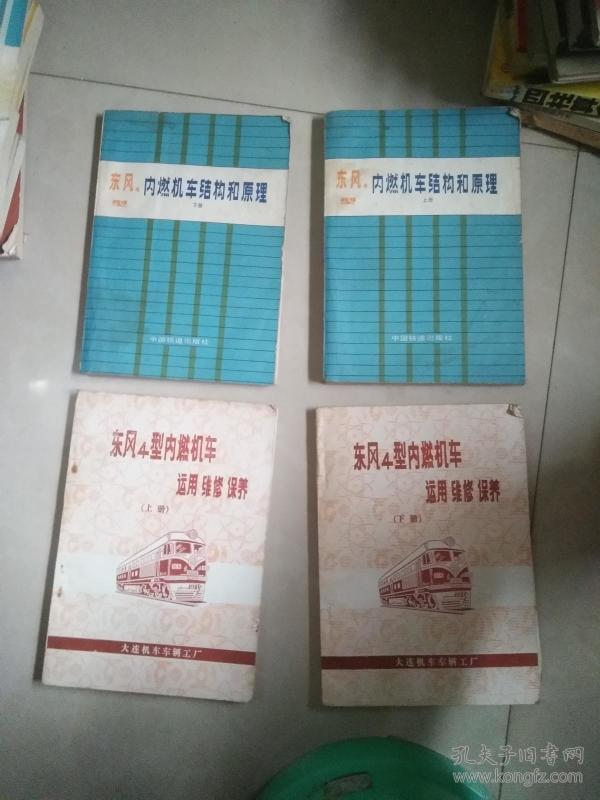 东风4
型
内燃机车结构和原理
下册
中国铁道出版社
东风4
型
内燃机车结构和原理
上册
中国铁道出版社
东风4型内燃机车
运用 维修 保养
(上册)
大连机车车辆工厂
东风4型内燃机车
运用 维修 保养
(下册)
大连机车车辆工厂
孔夫子旧书网
www.kongfz.com